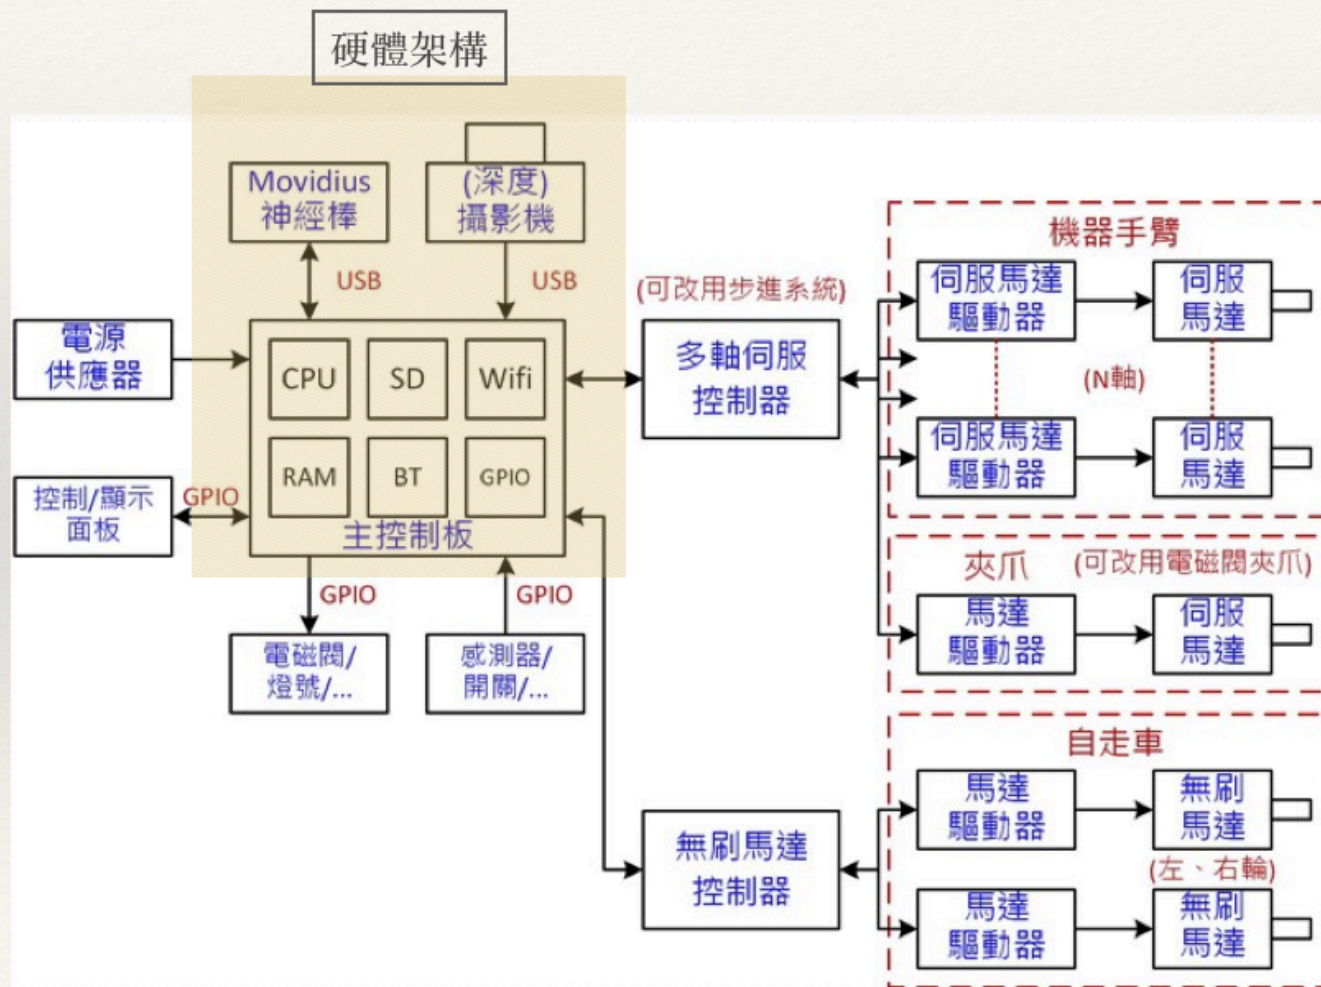 硬體架構
Movidius
神經棒
(深度)
攝影機
USB
USB
電源
供應器
CPU
SD
Wifi
RAM
BT
GPIO
主控制板
控制/顯示
面板
GPIO
GPIO
GPIO
電磁閥/
燈號/...
感測器/
開關/...
(可改用步進系統)
多軸伺服
控制器
機器手臂
伺服馬達
驅動器
伺服
馬達
(N軸)
伺服馬達
驅動器
伺服
馬達
夾爪
(可改用電磁閥夾爪)
馬達
驅動器
伺服
馬達
無刷馬達
控制器
自走車
馬達
驅動器
無刷
馬達
(左、右輪)
馬達
驅動器
無刷
馬達